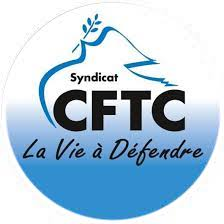 Syndicat
CFTC
La Vie à Défendre